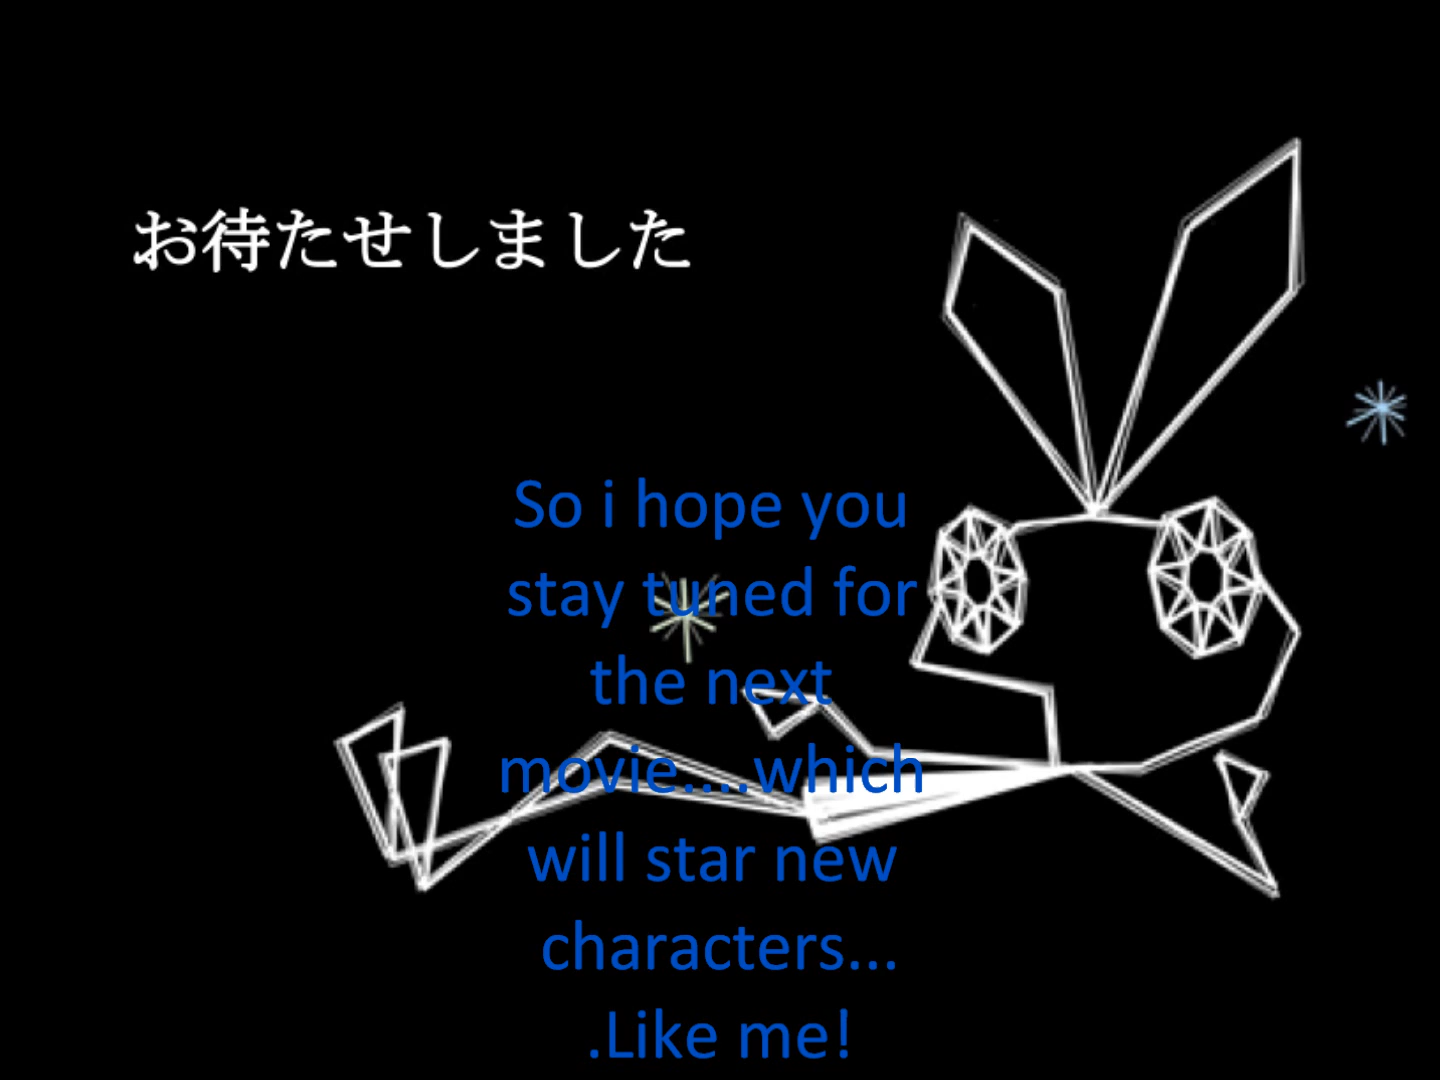 お待たせしました
So i hope you
stay tuned for
the next
movie....which
will star new
characters...
.Like me!